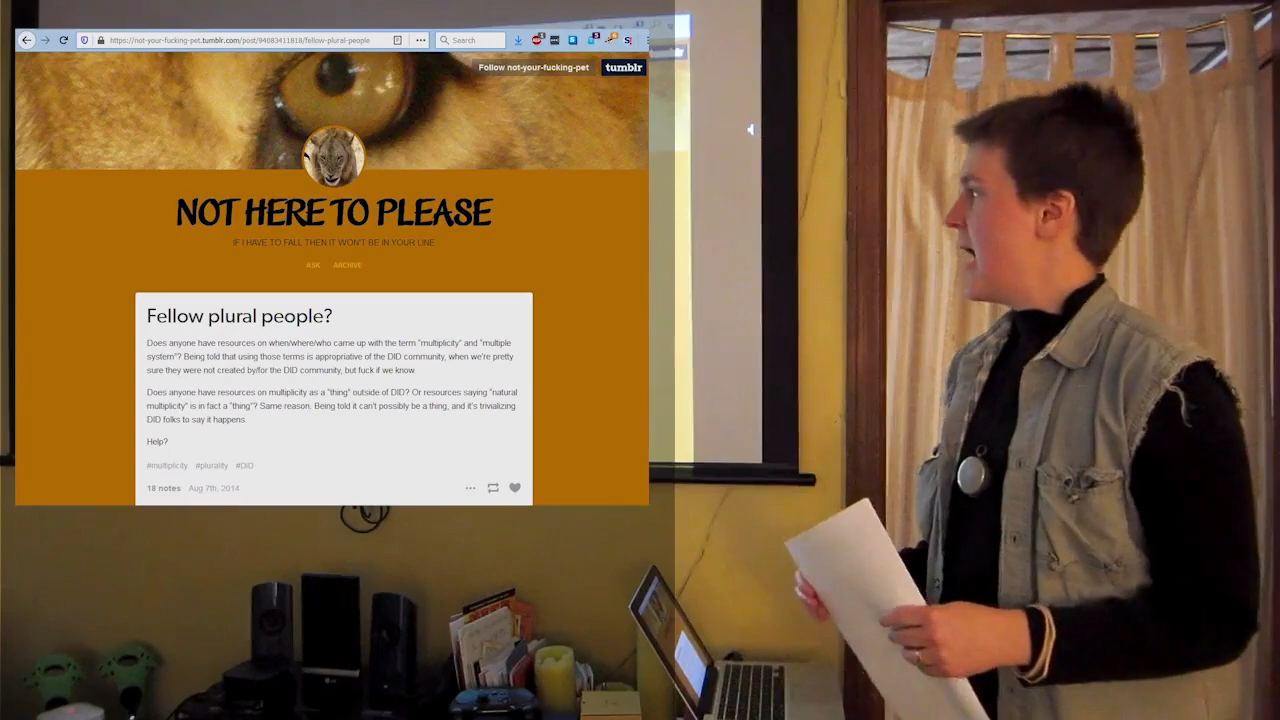 https://not-your-fucking-pet.tumblr.com/post/94083411818/fellow-plural-people
Search
Follow not-your-fucking-pet
tumblr
NOT HERE TO PLEASE
IF I HAVE TO FALL THEN IT WON'T BE IN YOUR LINE
ASK ARCHIVE
Fellow plural people?
Does anyone have resources on when/where/who came up with the term "multiplicity" and "multiple
system"? Being told that using those terms is appropriative of the DID community, when we're pretty
sure they were not created by/for the DID community, but fuck if we know.
Does anyone have resources on multiplicity as a "thing" outside of DID? Or resources saying "natural
multiplicity" is in fact a "thing"? Same reason. Being told it can't possibly be a thing, and it's trivializing
DID folks to say it happens.
Help?
#multiplicity #plurality #DID
18 notes Aug 7th, 2014